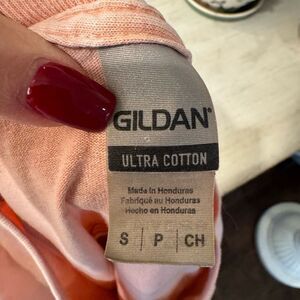 GILDAN®
ULTRA COTTON
Made in Honduras
Fabriqué au Honduras
Hecho en Honduras
S | P | CH